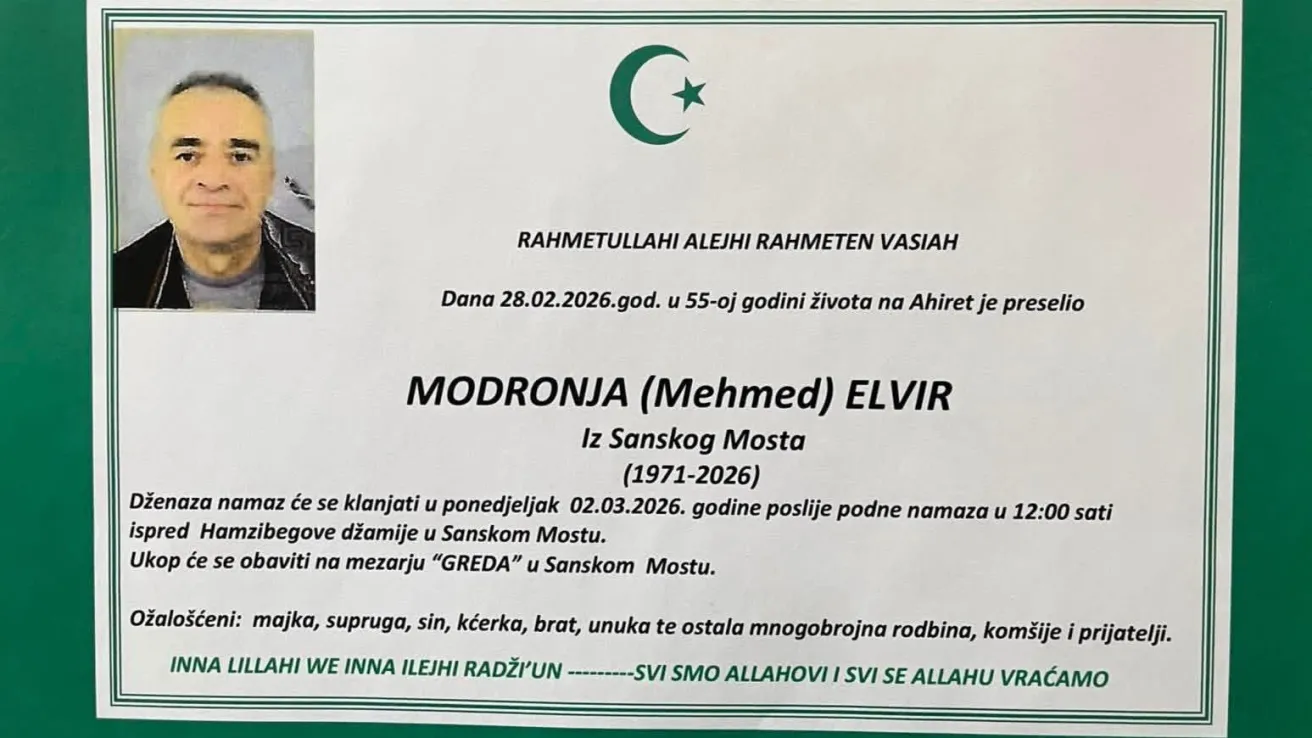 RAHMETULLAHI ALEJHI RAHMETEN VASIAH
Dana 28.02.2026.god. u 55-oj godini života na Ahiret je preselio
MODRONJA (Mehmed) ELVIR
Iz Sanskog Mosta
(1971-2026)
Dženaza namaz će se klanjati u ponedjeljak 02.03.2026. godine poslije podne namaza u 12:00 sati
ispred Hamzibegove džamije u Sanskom Mostu.
Ukop će se obaviti na mezarju “GREDA” u Sanskom Mostu.
Ožalošćeni: majka, supruga, sin, kćerka, brat, unuka te ostala mnogobrojna rodbina, komšije i prijatelji.
INNA LILLAHI WE INNA ILEJHI RADŽI’UN ---------SVI SMO ALLAHOVI I SVI SE ALLAHU VRAĆAMO